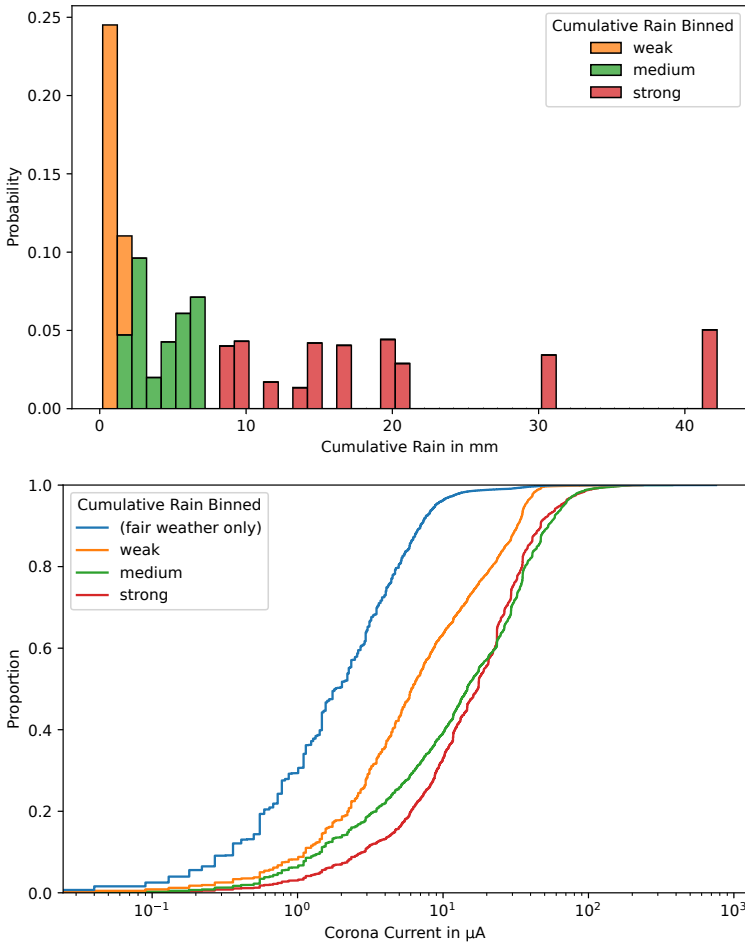 Cumulative Rain Binned
weak
medium
strong
0.25
0.20
0.15
0.10
0.05
0.00
Probability
0 10 20 30 40
Cumulative Rain in mm
Cumulative Rain Binned
(fair weather only)
weak
medium
strong
1.0
0.8
0.6
0.4
0.2
0.0
Proportion
10⁻¹ 10⁰ 10¹ 10² 10³
Corona Current in µA